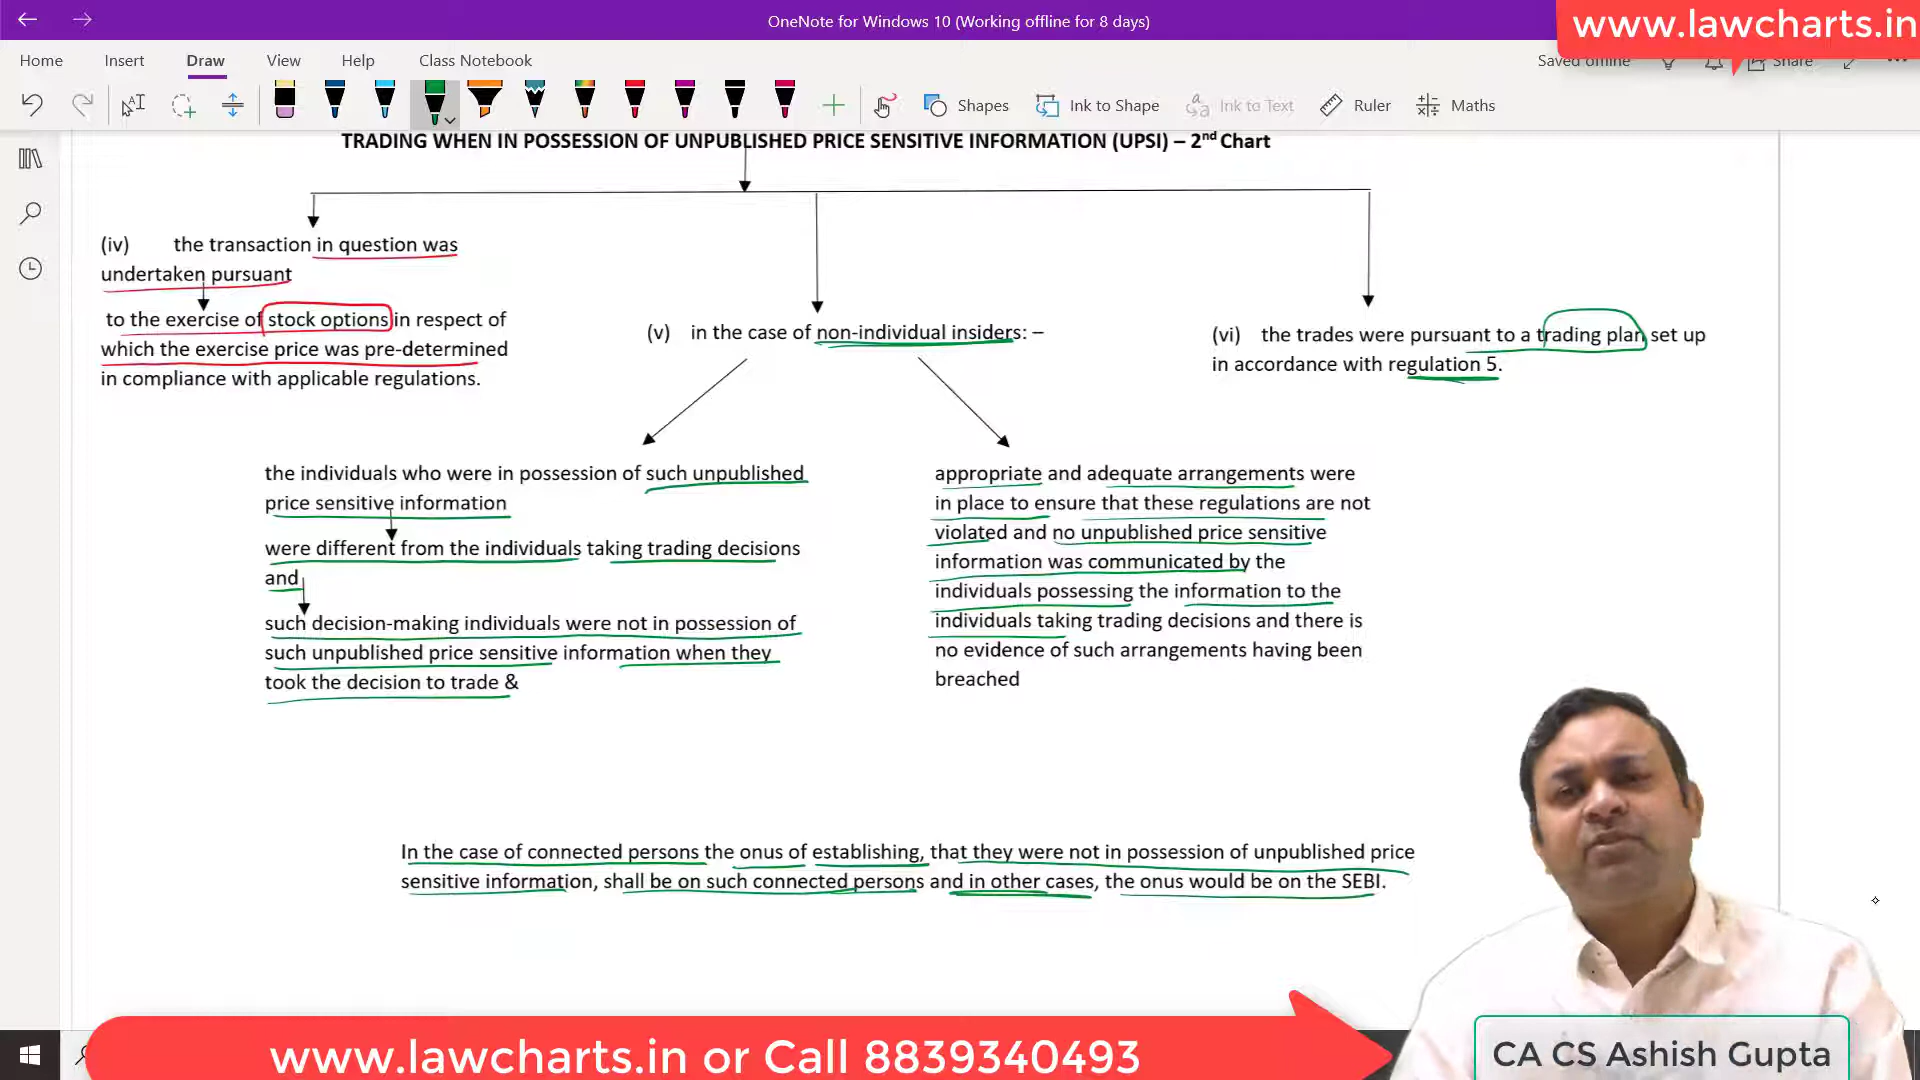 OneNote for Windows 10 (Working offline for 8 days)
www.lawcharts.in
Home Insert Draw View Help Class Notebook
Saved offline Share
Shapes Ink to Shape Ink to Text Ruler Maths
TRADING WHEN IN POSSESSION OF UNPUBLISHED PRICE SENSITIVE INFORMATION (UPSI) – 2nd Chart
(iv) the transaction in question was
undertaken pursuant
to the exercise of stock options in respect of
which the exercise price was pre-determined
in compliance with applicable regulations.
(v) in the case of non-individual insiders: –
(vi) the trades were pursuant to a trading plan set up
in accordance with regulation 5.
the individuals who were in possession of such unpublished
price sensitive information
were different from the individuals taking trading decisions
and
such decision-making individuals were not in possession of
such unpublished price sensitive information when they
took the decision to trade &
appropriate and adequate arrangements were
in place to ensure that these regulations are not
violated and no unpublished price sensitive
information was communicated by the
individuals possessing the information to the
individuals taking trading decisions and there is
no evidence of such arrangements having been
breached
In the case of connected persons the onus of establishing, that they were not in possession of unpublished price
sensitive information, shall be on such connected persons and in other cases, the onus would be on the SEBI.
www.lawcharts.in or Call 8839340493
CA CS Ashish Gupta